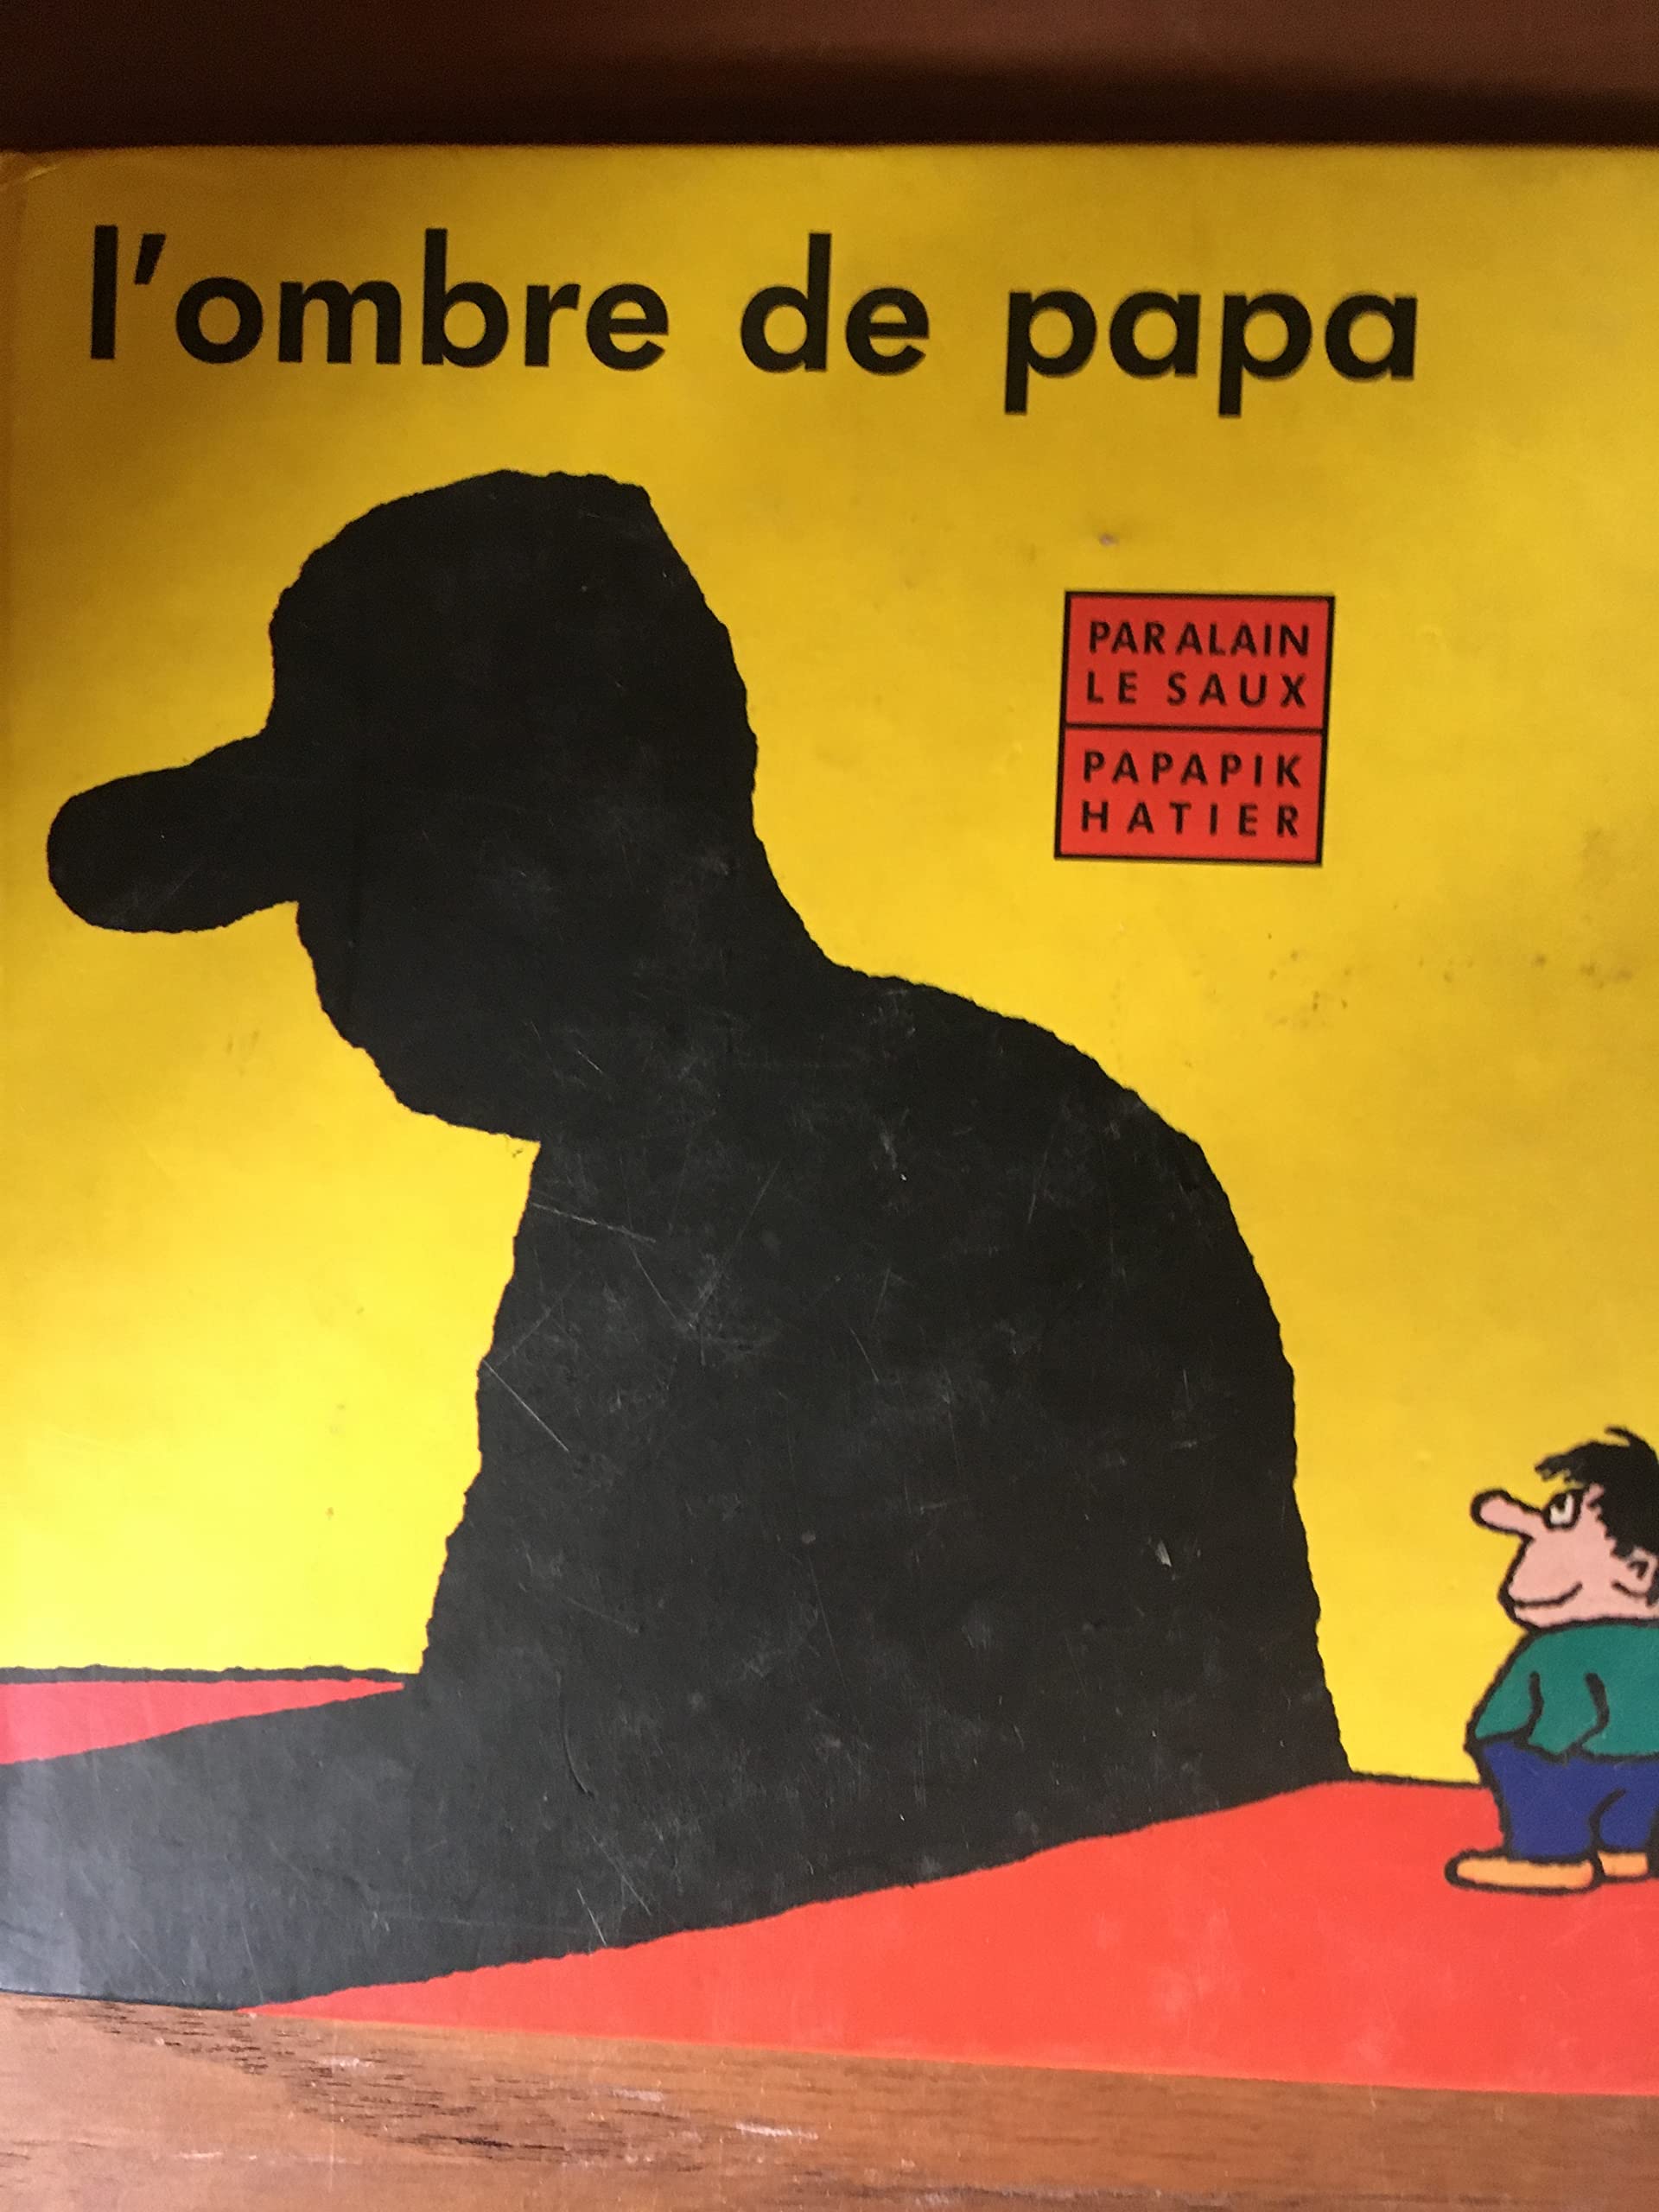 l'ombre de papa
PAR ALAIN
LE SAUX
PAPAPIK
HATIER